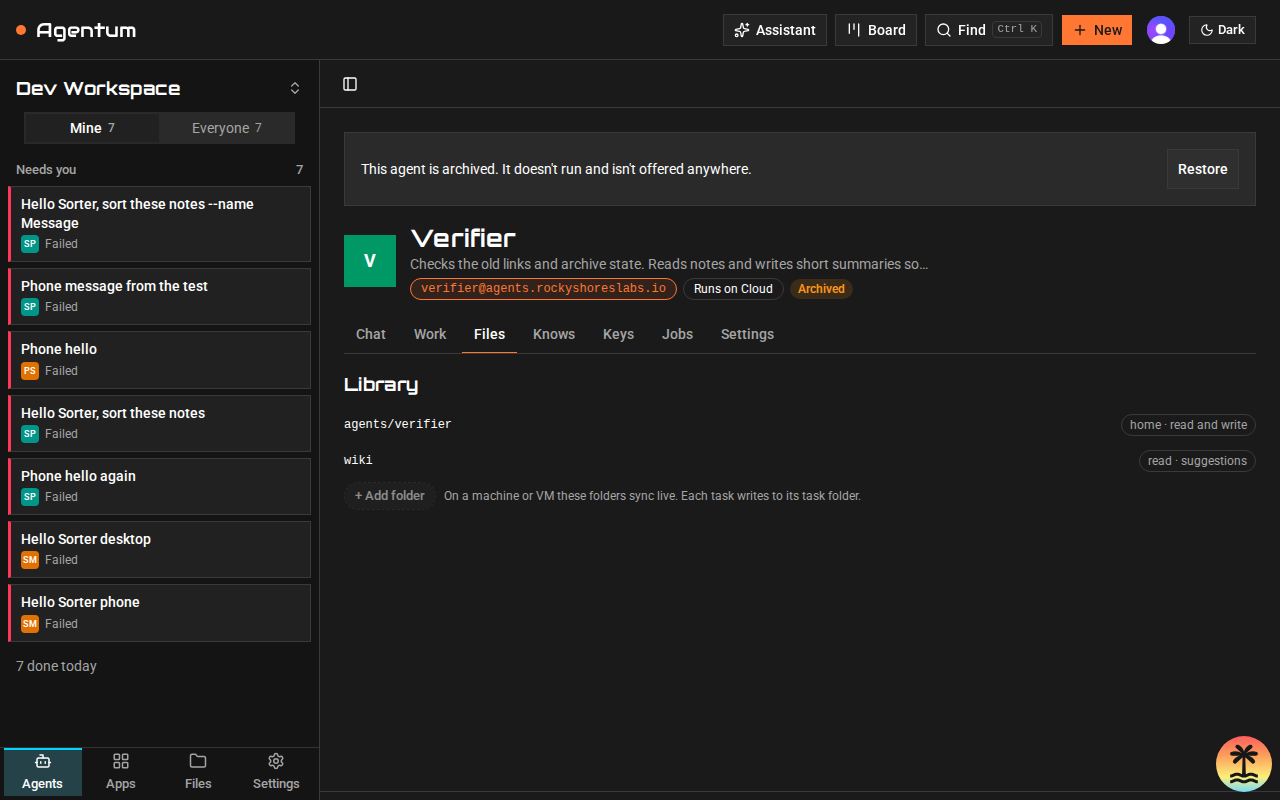 Agentum
Assistant
Board
Find Ctrl K
+ New
Dark
Dev Workspace
Mine 7
Everyone 7
Needs you 7
Hello Sorter, sort these notes --name
Message
SP Failed
Phone message from the test
SP Failed
Phone hello
PS Failed
Hello Sorter, sort these notes
SP Failed
Phone hello again
SP Failed
Hello Sorter desktop
SM Failed
Hello Sorter phone
SM Failed
7 done today
Agents
Apps
Files
Settings
This agent is archived. It doesn't run and isn't offered anywhere.
Restore
V
Verifier
Checks the old links and archive state. Reads notes and writes short summaries so...
verifier@agents.rockyshoreslabs.io
Runs on Cloud
Archived
Chat
Work
Files
Knows
Keys
Jobs
Settings
Library
agents/verifier
home · read and write
wiki
read · suggestions
+ Add folder
On a machine or VM these folders sync live. Each task writes to its task folder.